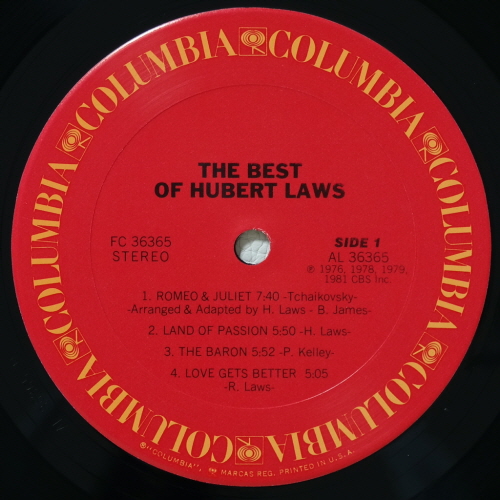 COLUMBIA COLUMBIA COLUMBIA COLUMBIA COLUMBIA COLUMBIA
THE BEST
OF HUBERT LAWS
FC 36365
STEREO
SIDE 1
AL 36365
℗ 1976, 1978, 1979,
1981 CBS Inc.
1. ROMEO & JULIET 7:40 -Tchaikovsky-
-Arranged & Adapted by H. Laws - B. James-
2. LAND OF PASSION 5:50 -H. Laws-
3. THE BARON 5:52 -P. Kelley-
4. LOVE GETS BETTER 5:05
-R. Laws-
®"COLUMBIA", MARCAS REG. PRINTED IN U.S.A.